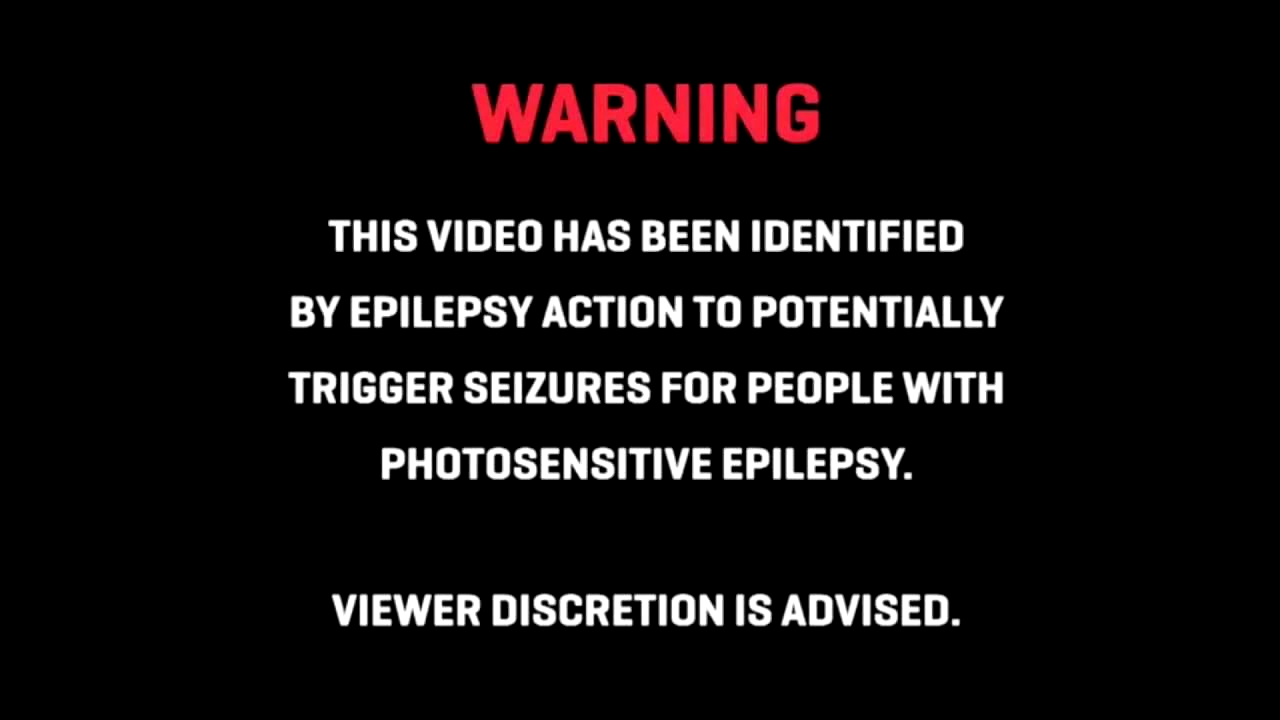 WARNING
THIS VIDEO HAS BEEN IDENTIFIED
BY EPILEPSY ACTION TO POTENTIALLY
TRIGGER SEIZURES FOR PEOPLE WITH
PHOTOSENSITIVE EPILEPSY.
VIEWER DISCRETION IS ADVISED.